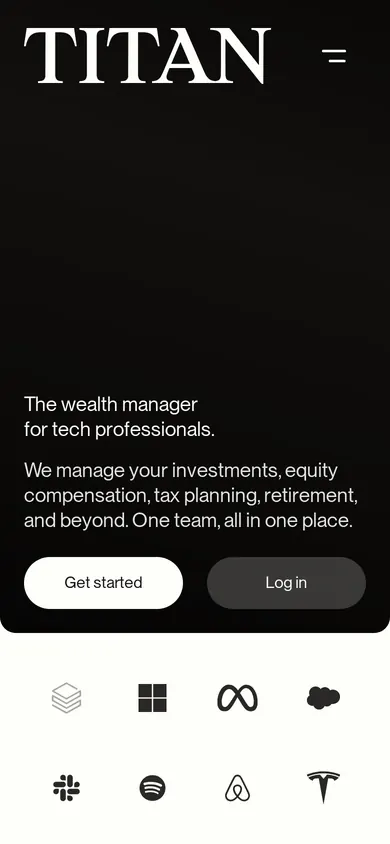 TITAN
The wealth manager
for tech professionals.
We manage your investments, equity
compensation, tax planning, retirement,
and beyond. One team, all in one place.
Get started
Log in